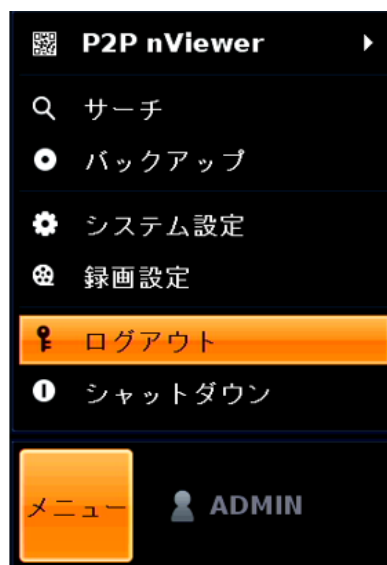 P2P nViewer
サーチ
バックアップ
システム設定
録画設定
ログアウト
シャットダウン
メニュー
ADMIN